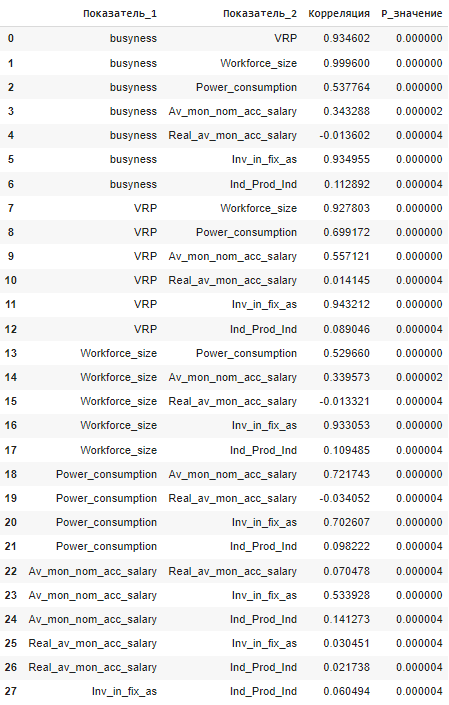 Показатель_1 Показатель_2 Корреляция P_значение
0 busyness VRP 0.934602 0.000000
1 busyness Workforce_size 0.999600 0.000000
2 busyness Power_consumption 0.537764 0.000000
3 busyness Av_mon_nom_acc_salary 0.343288 0.000002
4 busyness Real_av_mon_acc_salary -0.013602 0.000004
5 busyness Inv_in_fix_as 0.934955 0.000000
6 busyness Ind_Prod_Ind 0.112892 0.000004
7 VRP Workforce_size 0.927803 0.000000
8 VRP Power_consumption 0.699172 0.000000
9 VRP Av_mon_nom_acc_salary 0.557121 0.000000
10 VRP Real_av_mon_acc_salary 0.014145 0.000004
11 VRP Inv_in_fix_as 0.943212 0.000000
12 VRP Ind_Prod_Ind 0.089046 0.000004
13 Workforce_size Power_consumption 0.529660 0.000000
14 Workforce_size Av_mon_nom_acc_salary 0.339573 0.000002
15 Workforce_size Real_av_mon_acc_salary -0.013321 0.000004
16 Workforce_size Inv_in_fix_as 0.933053 0.000000
17 Workforce_size Ind_Prod_Ind 0.109485 0.000004
18 Power_consumption Av_mon_nom_acc_salary 0.721743 0.000000
19 Power_consumption Real_av_mon_acc_salary -0.034052 0.000004
20 Power_consumption Inv_in_fix_as 0.702607 0.000000
21 Power_consumption Ind_Prod_Ind 0.098222 0.000004
22 Av_mon_nom_acc_salary Real_av_mon_acc_salary 0.070478 0.000004
23 Av_mon_nom_acc_salary Inv_in_fix_as 0.533928 0.000000
24 Av_mon_nom_acc_salary Ind_Prod_Ind 0.141273 0.000004
25 Real_av_mon_acc_salary Inv_in_fix_as 0.030451 0.000004
26 Real_av_mon_acc_salary Ind_Prod_Ind 0.021738 0.000004
27 Inv_in_fix_as Ind_Prod_Ind 0.060494 0.000004